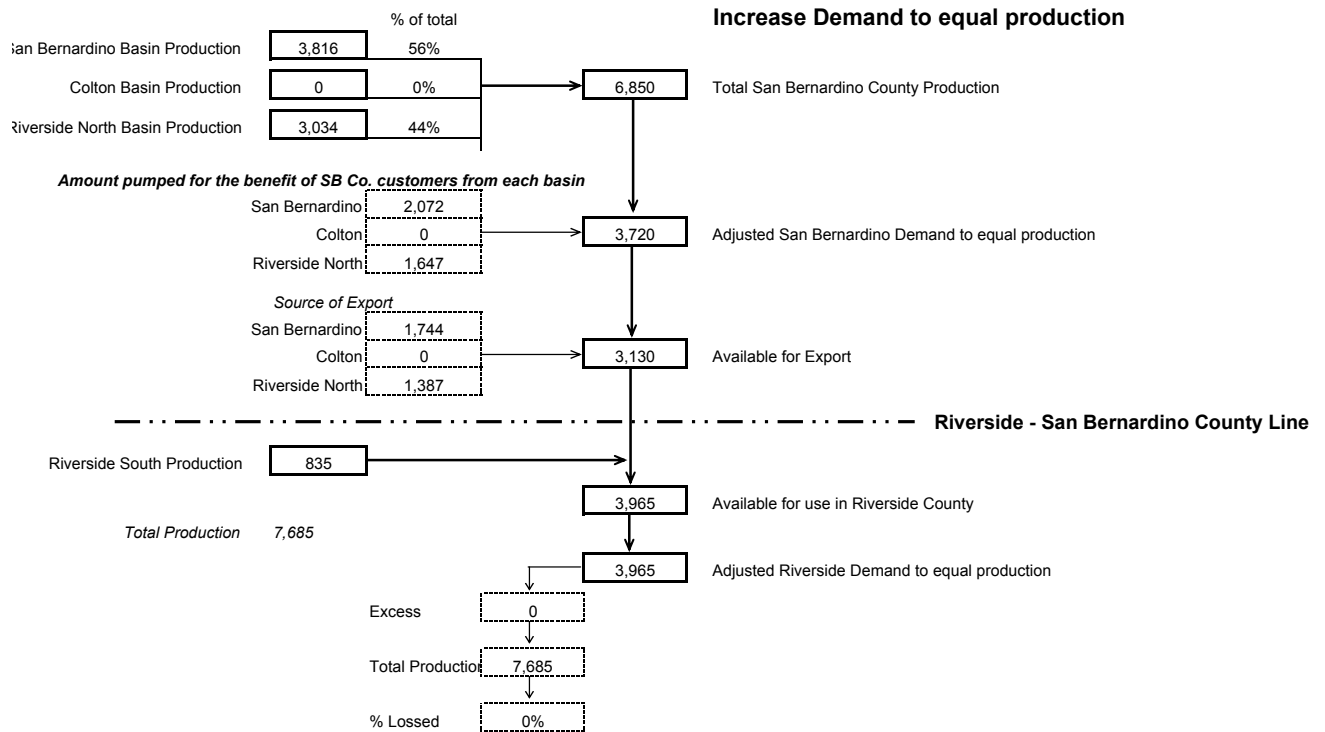 % of total
Increase Demand to equal production
San Bernardino Basin Production 3,816 56%
Colton Basin Production 0 0% 6,850 Total San Bernardino County Production
Riverside North Basin Production 3,034 44%
Amount pumped for the benefit of SB Co. customers from each basin
San Bernardino 2,072
Colton 0 3,720 Adjusted San Bernardino Demand to equal production
Riverside North 1,647
Source of Export
San Bernardino 1,744
Colton 0 3,130 Available for Export
Riverside North 1,387
Riverside - San Bernardino County Line
Riverside South Production 835
3,965 Available for use in Riverside County
Total Production 7,685
3,965 Adjusted Riverside Demand to equal production
Excess 0
Total Production 7,685
% Lossed 0%